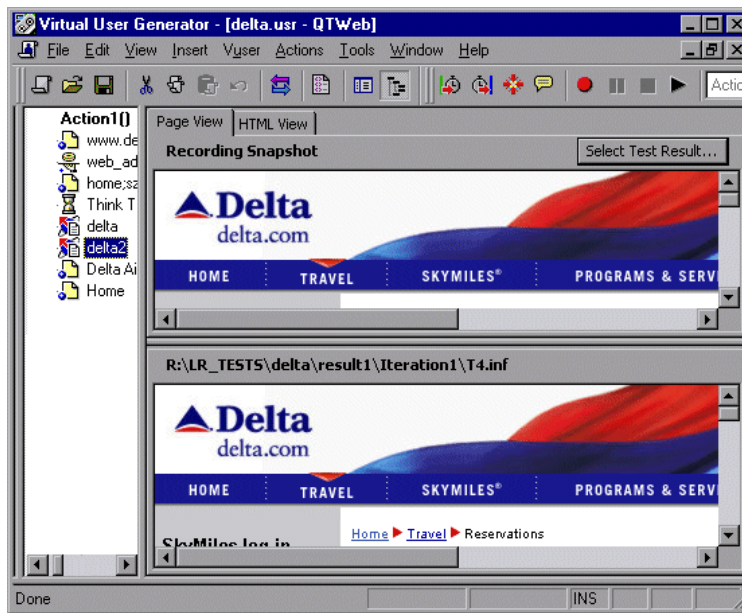 Virtual User Generator - [delta.usr - QTWeb]
File Edit View Insert Vuser Actions Tools Window Help
Actio
Action1()
www.de
web_ad
home;sz
Think T
delta
delta2
Delta Ai
Home
Page View HTML View
Recording Snapshot
Select Test Result...
Delta
delta.com
HOME TRAVEL SKYMILES® PROGRAMS & SERV
R:\LR_TESTS\delta\result1\Iteration1\T4.inf
Delta
delta.com
HOME TRAVEL SKYMILES® PROGRAMS & SERV
SkyMiles log in
Home Travel Reservations
Done
INS